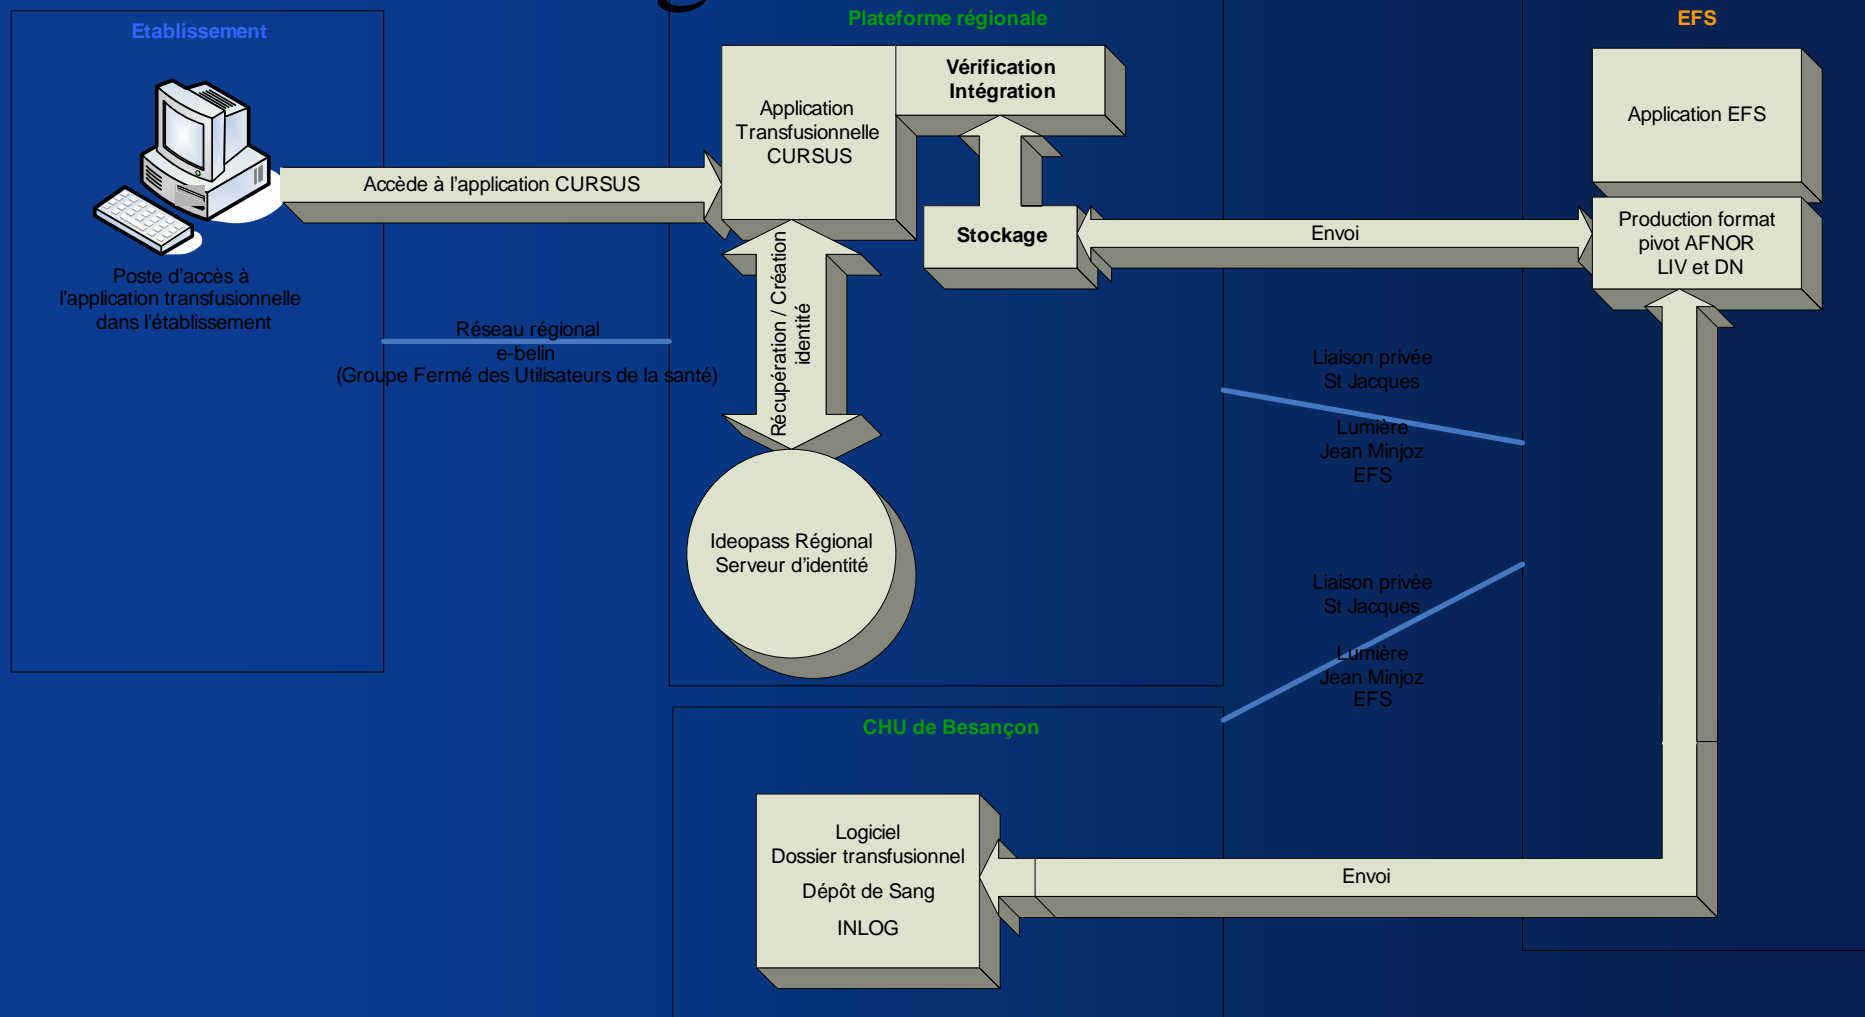 Etablissement
Plateforme régionale
EFS
Application
Transfusionnelle
CURSUS
Vérification
Intégration
Application EFS
Accède à l'application CURSUS
Stockage
Envoi
Production format
pivot AFNOR
LIV et DN
Poste d'accès à
l'application transfusionnelle
dans l'établissement
Récupération / Création
identité
Réseau régional
e-belin
(Groupe Fermé des Utilisateurs de la santé)
Liaison privée
St Jacques
Lumière
Jean Minjoz
EFS
Ideopass Régional
Serveur d'identité
Liaison privée
St Jacques
Lumière
Jean Minjoz
EFS
CHU de Besançon
Logiciel
Dossier transfusionnel
Dépôt de Sang
INLOG
Envoi